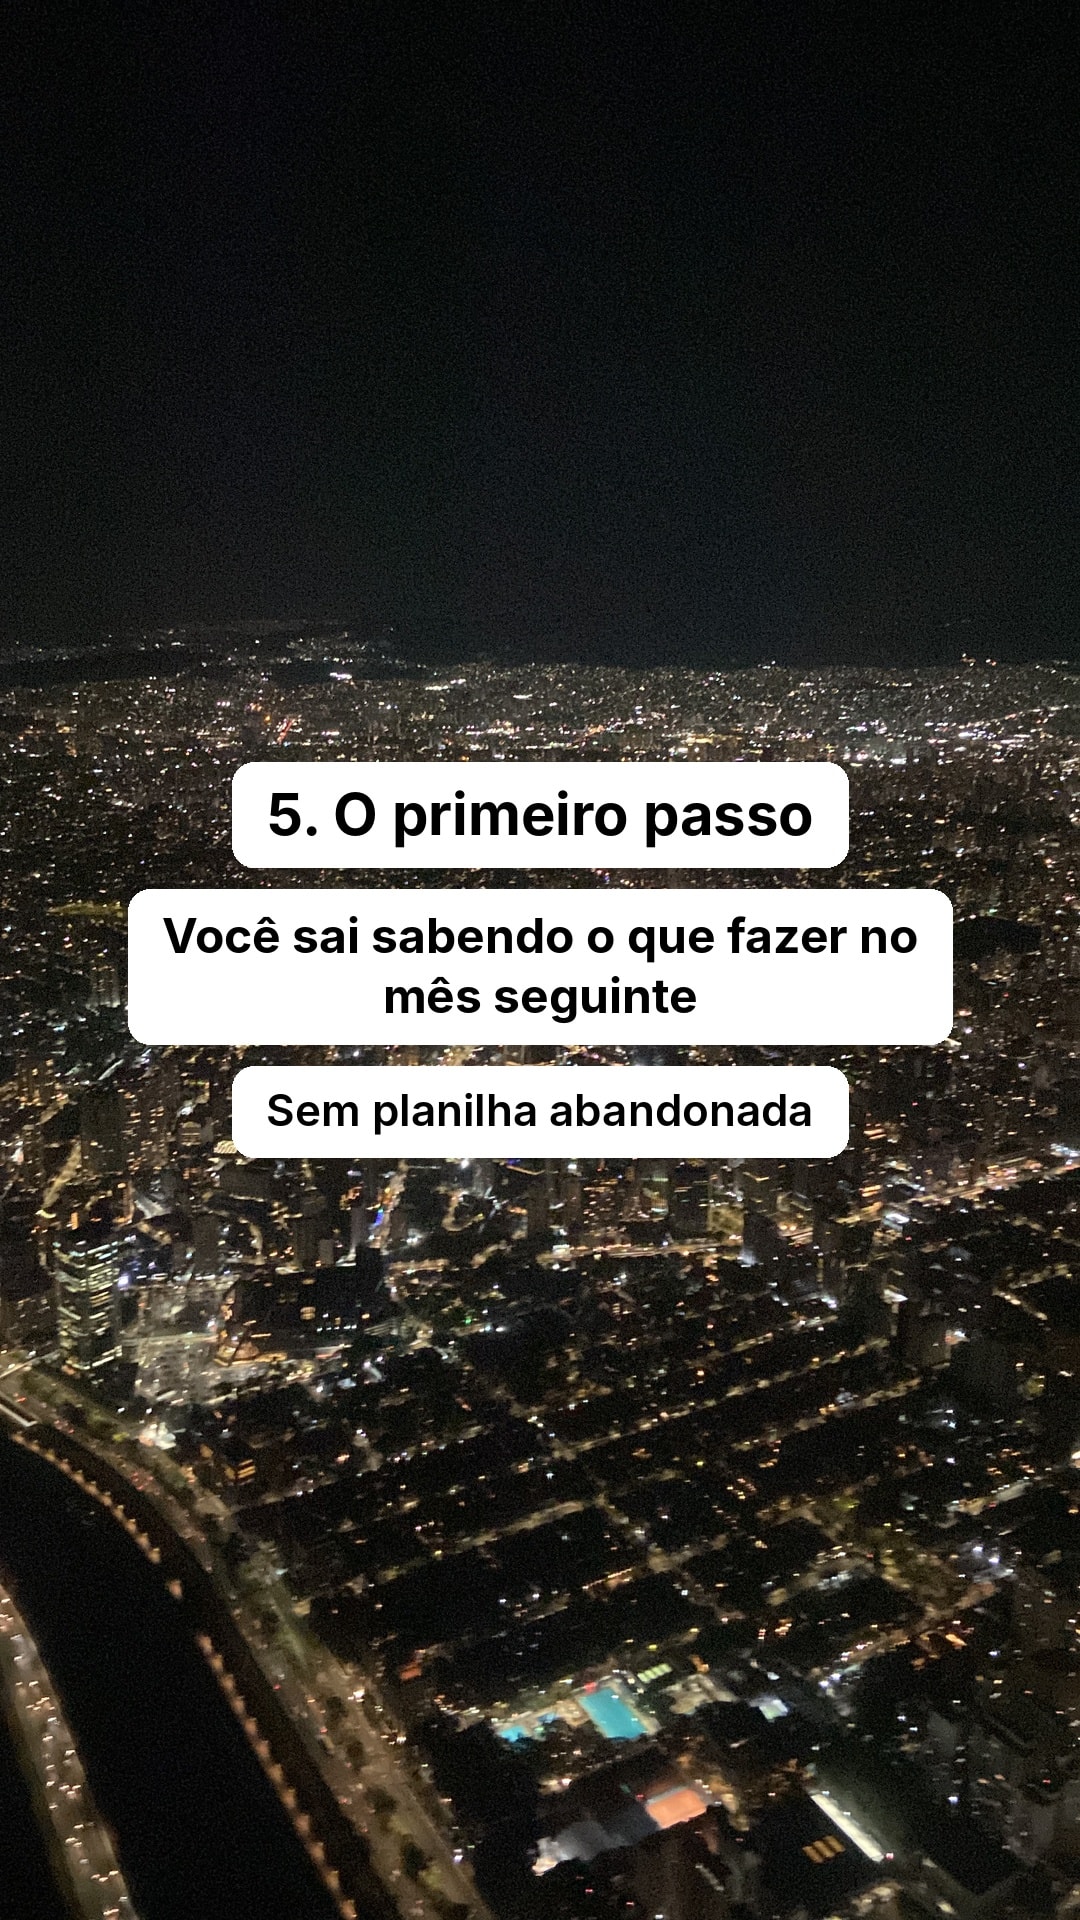 5. O primeiro passo
Você sai sabendo o que fazer no
mês seguinte
Sem planilha abandonada